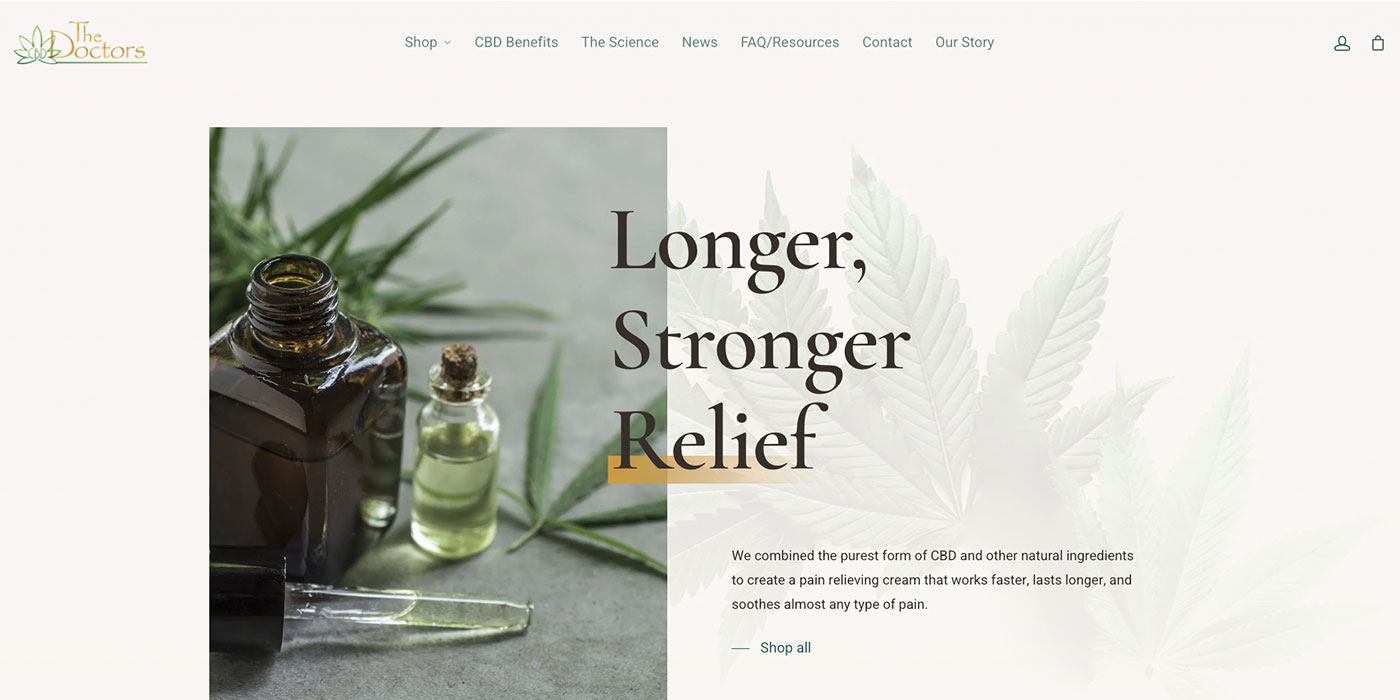 The
CBD Doctors
Shop
CBD Benefits
The Science
News
FAQ/Resources
Contact
Our Story
Longer,
Stronger
Relief
We combined the purest form of CBD and other natural ingredients
to create a pain relieving cream that works faster, lasts longer, and
soothes almost any type of pain.
Shop all